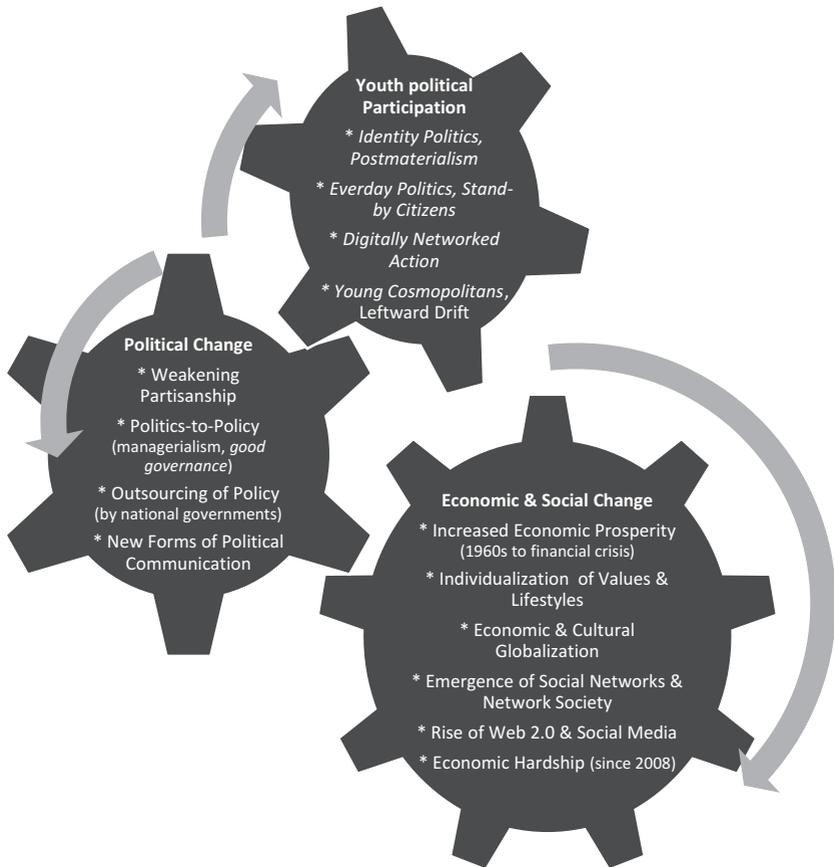 Youth political
Participation
* Identity Politics,
Postmaterialism
* Everday Politics, Stand-
by Citizens
* Digitally Networked
Action
* Young Cosmopolitans,
Leftward Drift
Political Change
* Weakening
Partisanship
* Politics-to-Policy
(managerialism, good
governance)
* Outsourcing of Policy
(by national governments)
* New Forms of Political
Communication
Economic & Social Change
* Increased Economic Prosperity
(1960s to financial crisis)
* Individualization of Values &
Lifestyles
* Economic & Cultural
Globalization
* Emergence of Social Networks &
Network Society
* Rise of Web 2.0 & Social Media
* Economic Hardship (since 2008)